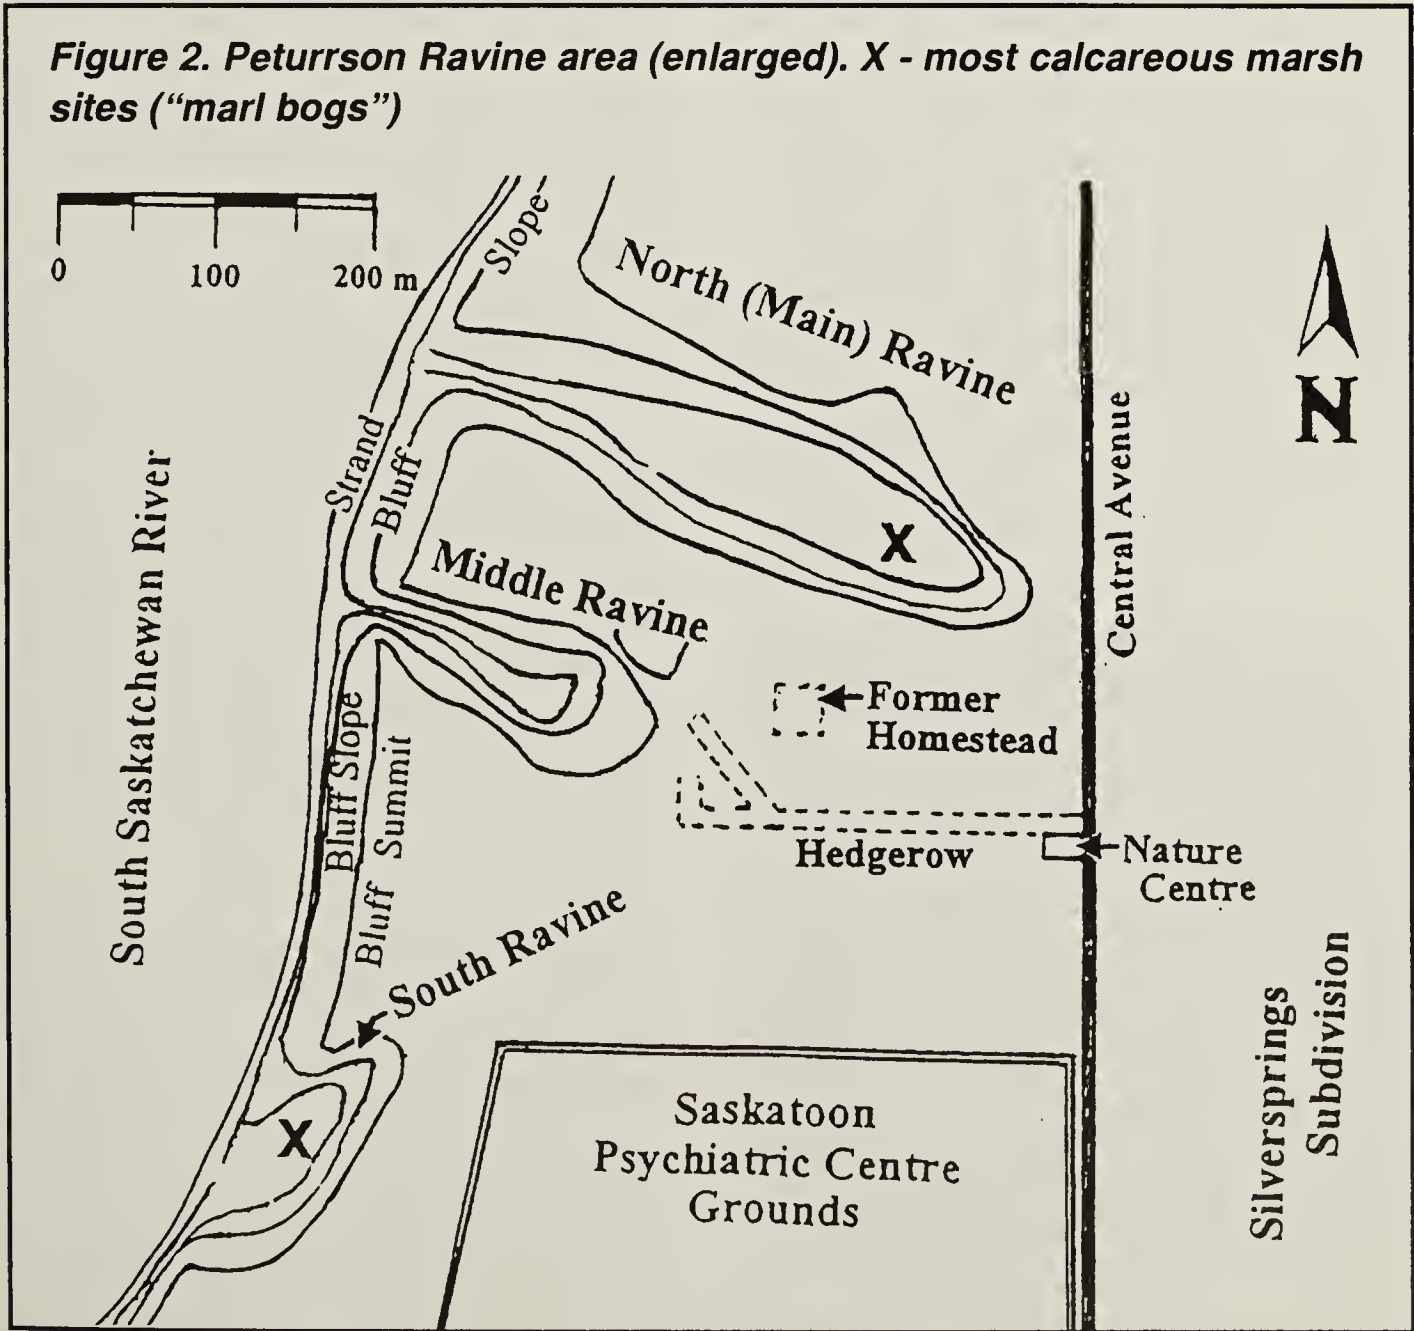 Figure 2. Peturrson Ravine area (enlarged). X - most calcareous marsh
sites (“marl bogs”)
0 100 200 m
Slope
North (Main) Ravine
N
Strand
Bluff
Central Avenue
South Saskatchewan River
X
Middle Ravine
Former
Homestead
Bluff Slope
Bluff Summit
Hedgerow
Nature
Centre
South Ravine
Silversprings
Subdivision
X
Saskatoon
Psychiatric Centre
Grounds